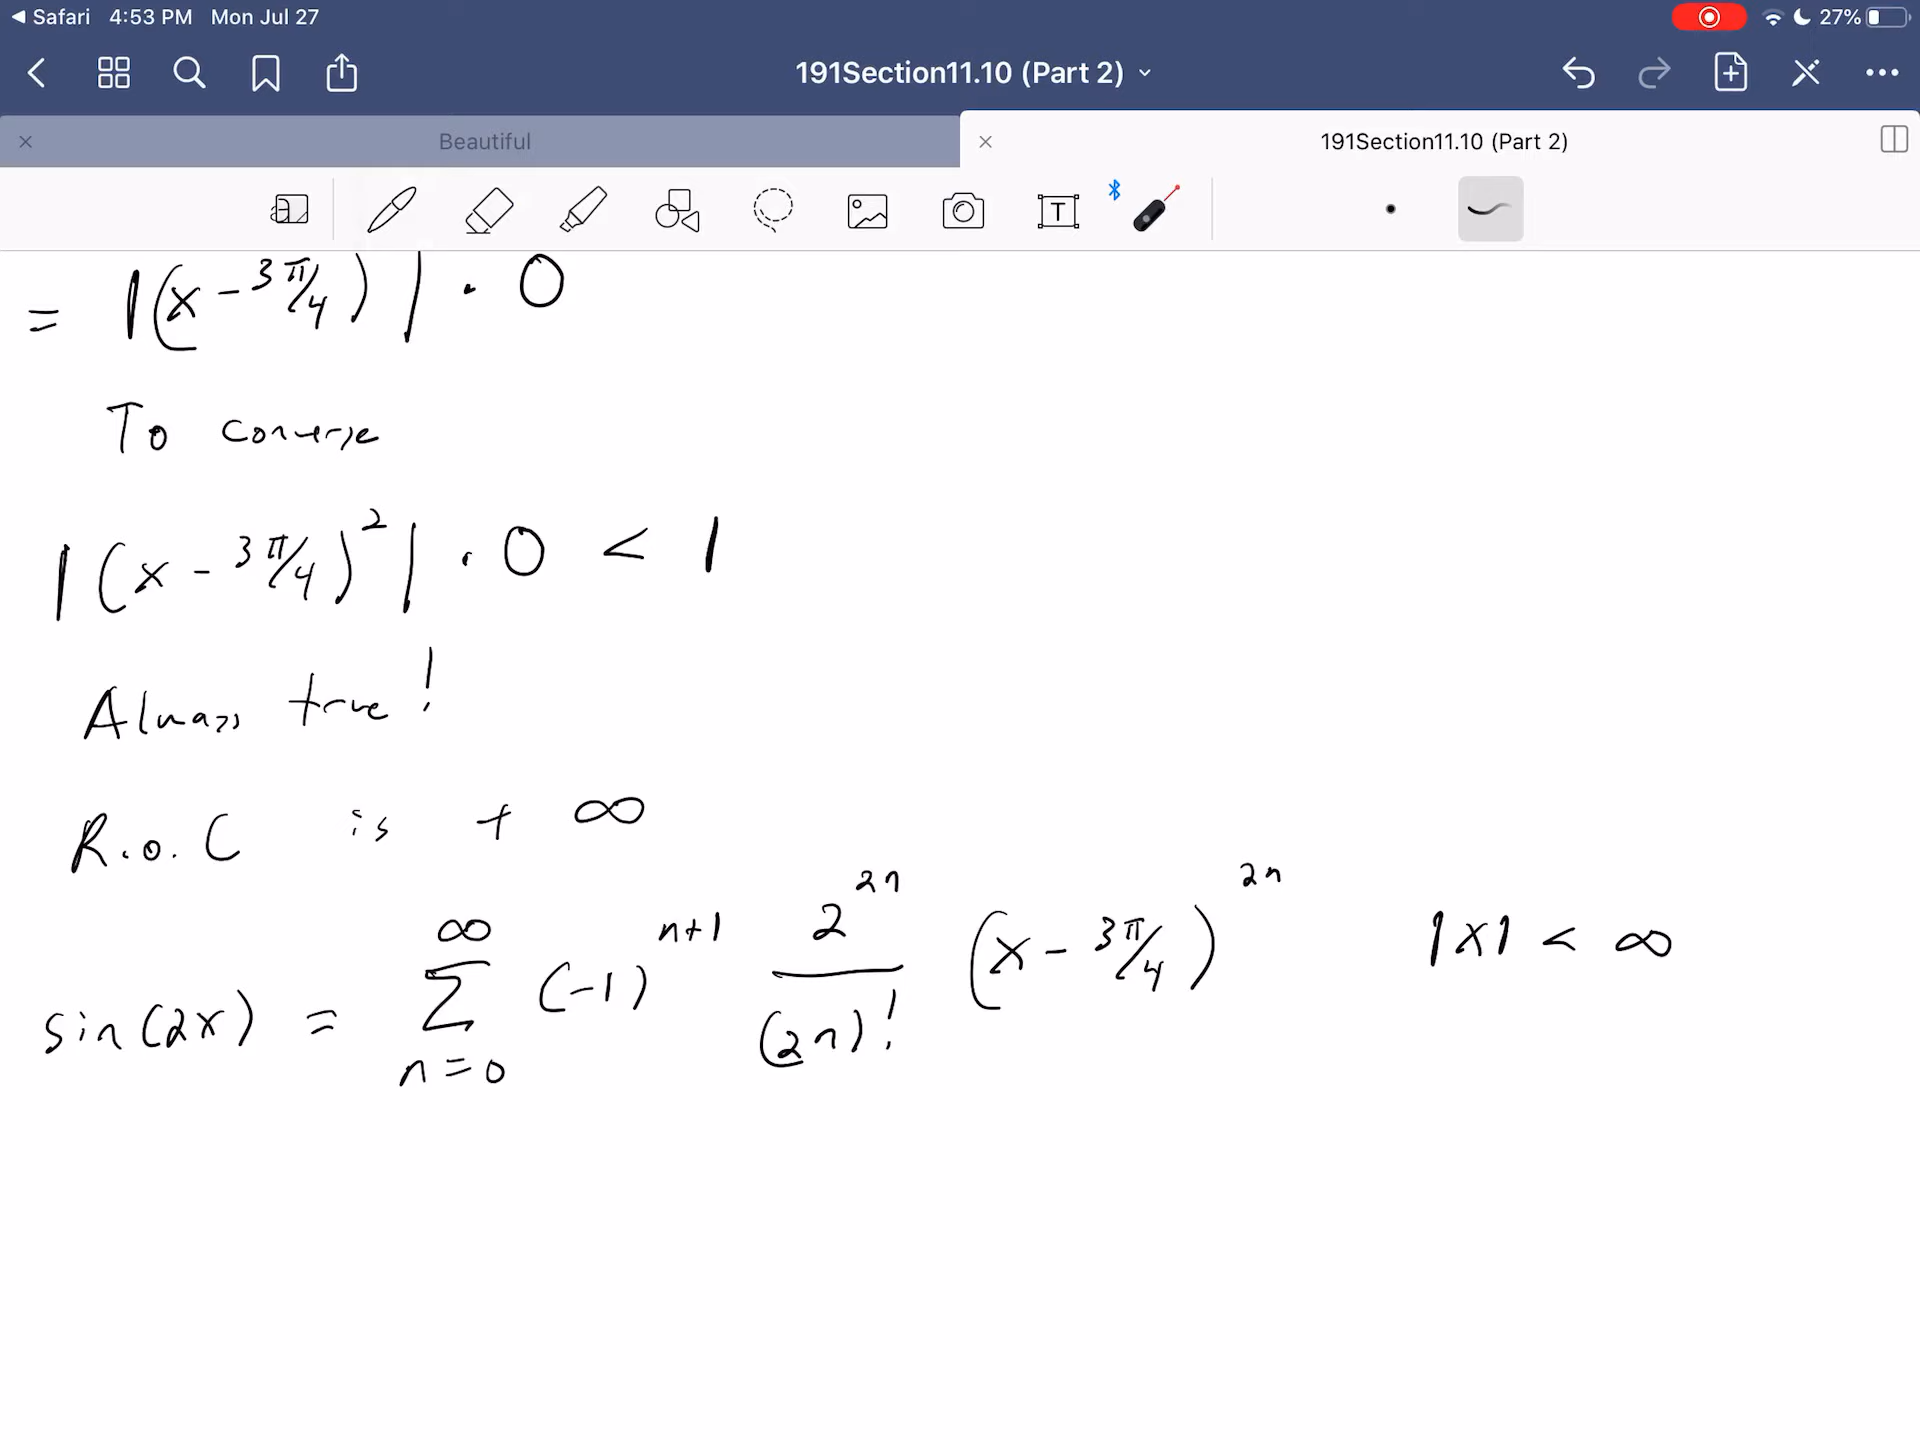 Safari 4:53 PM Mon Jul 27 27%
191Section11.10 (Part 2)
Beautiful
191Section11.10 (Part 2)
T
= |(x - 3π/4)| · 0
To converge
|(x - 3π/4)^2| · 0 < 1
Always true!
R.o.C is + ∞
sin(2x) = ∑_{n=0}^{∞} (-1)^{n+1} \frac{2^{2n}}{(2n)!} (x - 3π/4)^{2n} |x| < ∞